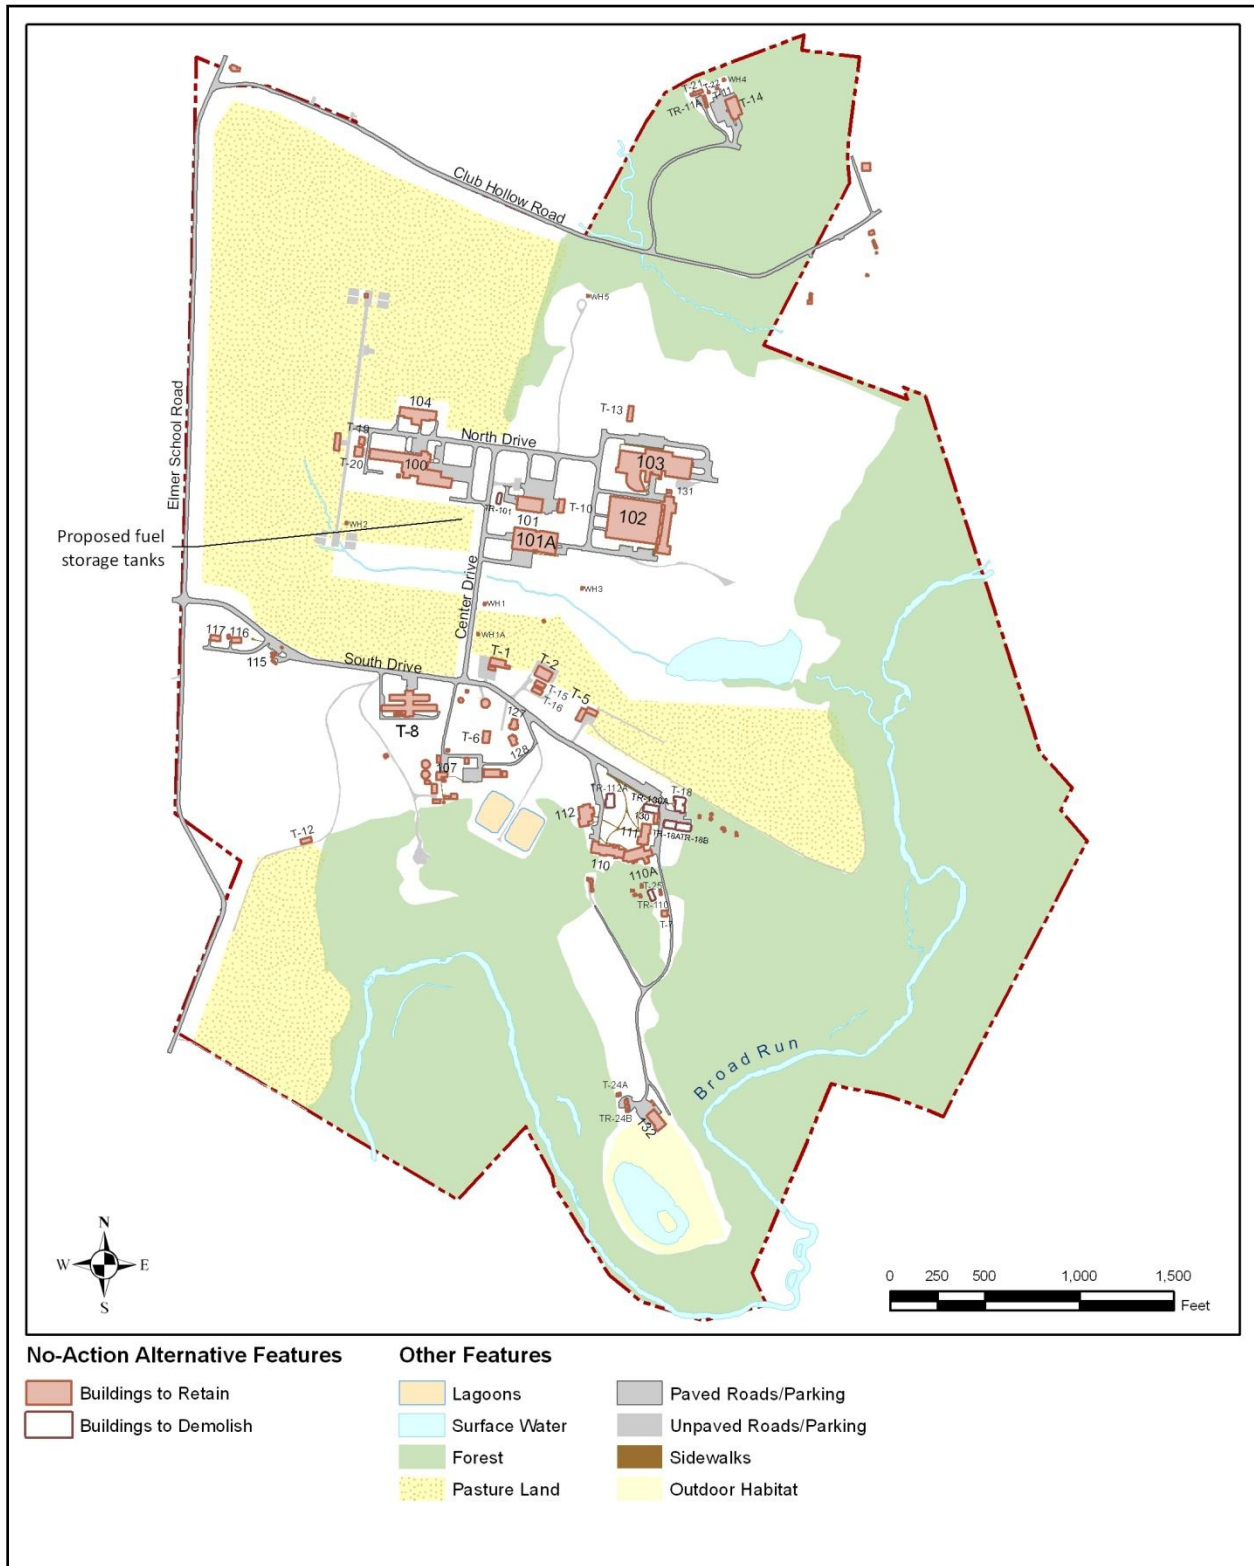 T-21
T-22
WH4
T-11
TR-11A
T-14
Club Hollow Road
WH5
Elmer School Road
104
T-13
T-19
North Drive
T-20
100
103
131
TR-101
101
T-10
102
WH2
101A
Proposed fuel
storage tanks
Center Drive
WH3
WH1
117
116
WH1A
115
South Drive
T-1
T-2
T-15
T-16
T-5
127
T-8
T-6
128
107
TR-112A
TR-130A
T-18
112
130
111
TR-18A
TR-18B
T-12
110
110A
T-25
TR-110
T-7
Broad Run
T-24A
TR-24B
132
N
W
E
S
0 250 500 1,000 1,500
Feet
No-Action Alternative Features
Buildings to Retain
Buildings to Demolish
Other Features
Lagoons
Surface Water
Forest
Pasture Land
Paved Roads/Parking
Unpaved Roads/Parking
Sidewalks
Outdoor Habitat